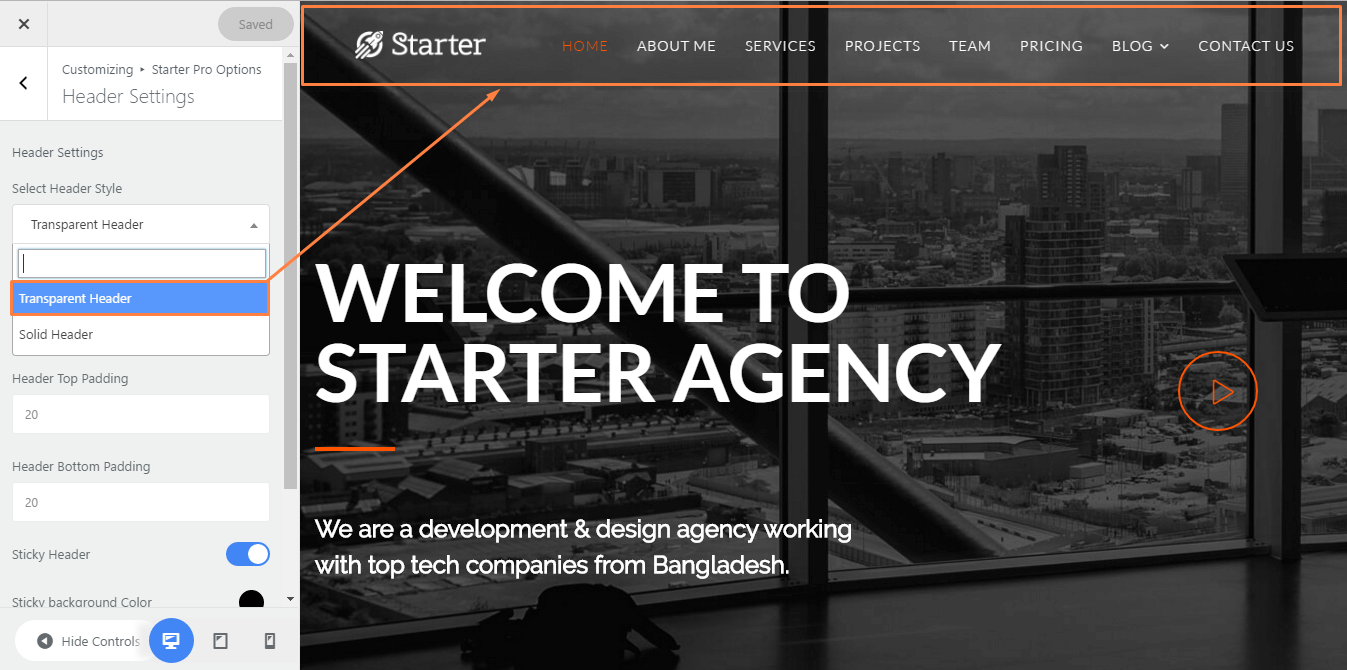 Saved
Customizing ▸ Starter Pro Options
Header Settings
Header Settings
Select Header Style
Transparent Header
Transparent Header
Solid Header
Header Top Padding
20
Header Bottom Padding
20
Sticky Header
Sticky background Color
Hide Controls
Starter
HOME ABOUT ME SERVICES PROJECTS TEAM PRICING BLOG CONTACT US
WELCOME TO
STARTER AGENCY
We are a development & design agency working
with top tech companies from Bangladesh.